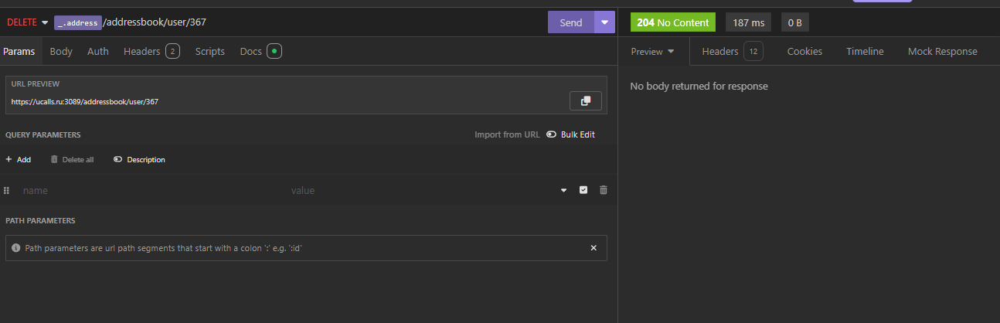 DELETE _.address /addressbook/user/367 Send
204 No Content 187 ms 0 B
Params Body Auth Headers 2 Scripts Docs
Preview Headers 12 Cookies Timeline Mock Response
URL PREVIEW
https://ucalls.ru:3089/addressbook/user/367
No body returned for response
QUERY PARAMETERS Import from URL Bulk Edit
+ Add Delete all Description
name value
PATH PARAMETERS
Path parameters are url path segments that start with a colon ':' e.g. ':id'